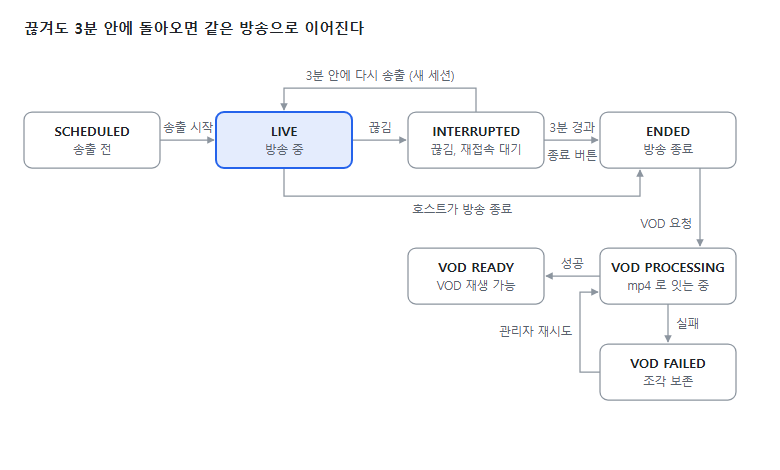 끊겨도 3분 안에 돌아오면 같은 방송으로 이어진다
3분 안에 다시 송출 (새 세션)
SCHEDULED
송출 전
송출 시작
LIVE
방송 중
끊김
INTERRUPTED
끊김, 재접속 대기
3분 경과
종료 버튼
ENDED
방송 종료
호스트가 방송 종료
VOD 요청
VOD READY
VOD 재생 가능
성공
VOD PROCESSING
mp4 로 잇는 중
관리자 재시도
실패
VOD FAILED
조각 보존